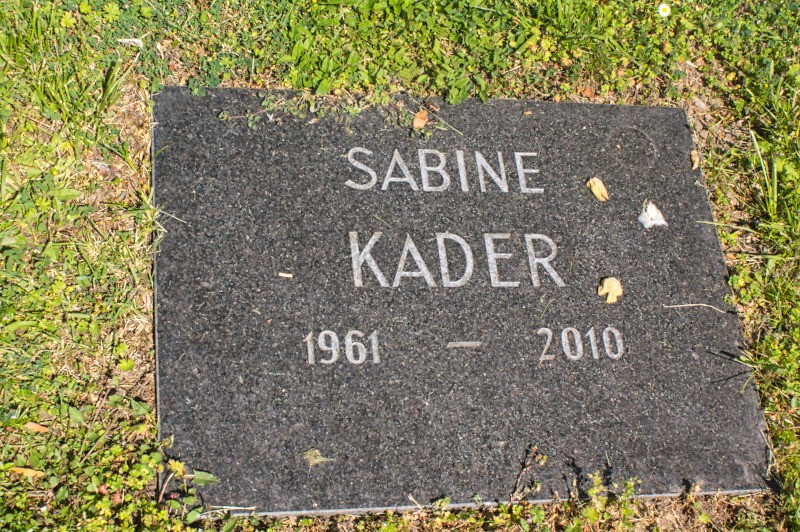 SABINE
KADER
1961 – 2010